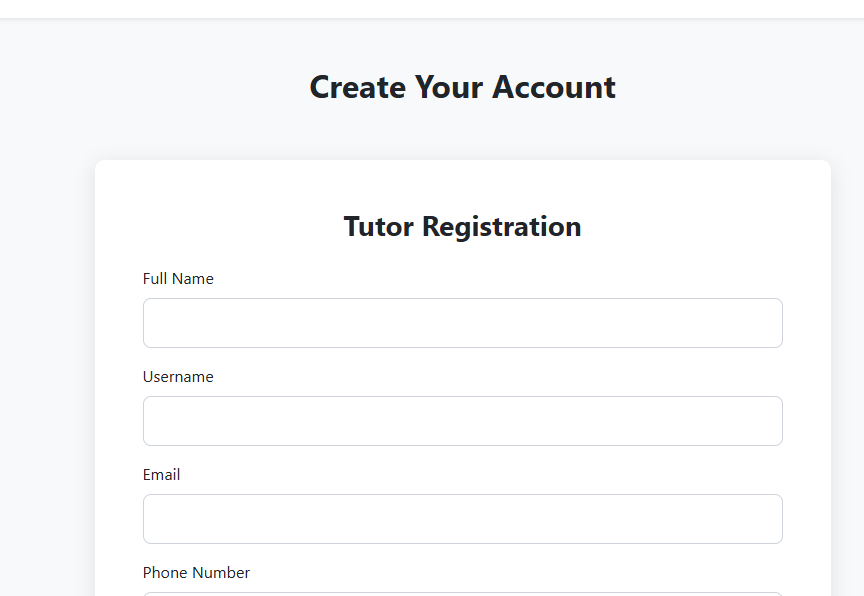 Create Your Account
Tutor Registration
Full Name
Username
Email
Phone Number